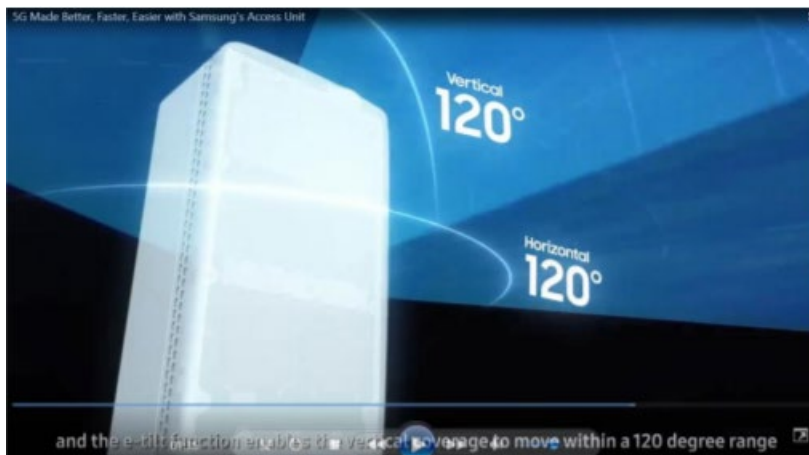 5G Made Better, Faster, Easier with Samsung's Access Unit
Vertical
120°
Horizontal
120°
and the e-tilt function enables the vertical coverage to move within a 120 degree range